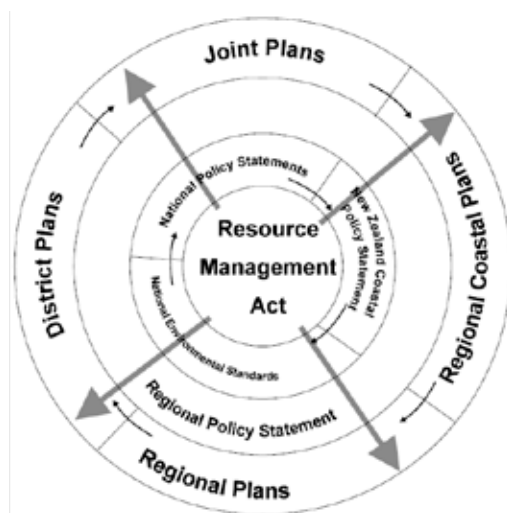 Joint Plans
National Policy Statements
New Zealand Coastal
Policy Statement
Resource
Management
Act
District Plans
Regional Coastal Plans
National Environmental Standards
Regional Policy Statement
Regional Plans